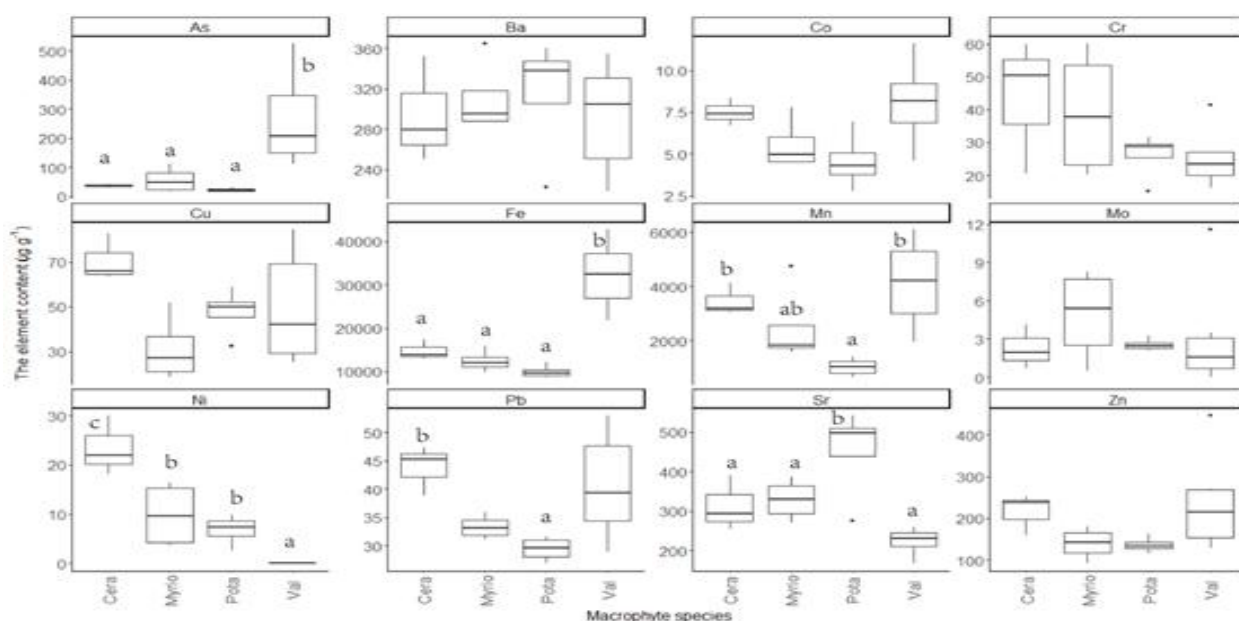 As Ba Co Cr
500
400
300
200
100
0
b
a a a
360
320
280
240
10.0
7.5
5.0
2.5
60
50
40
30
20
Cu Fe Mn Mo
70
50
30
40000
30000
20000
10000
b
a a a
6000
4000
2000
b
b
ab
a
12
9
6
3
0
Ni Pb Sr Zn
30
20
10
0
c
b
b
a
50
45
40
35
30
b
a
500
400
300
200
b
a a
a
400
300
200
100
Cera Myrio Pota Val Cera Myrio Pota Val Cera Myrio Pota Val Cera Myrio Pota Val
Macrophyte species
The element content (µg g-1)